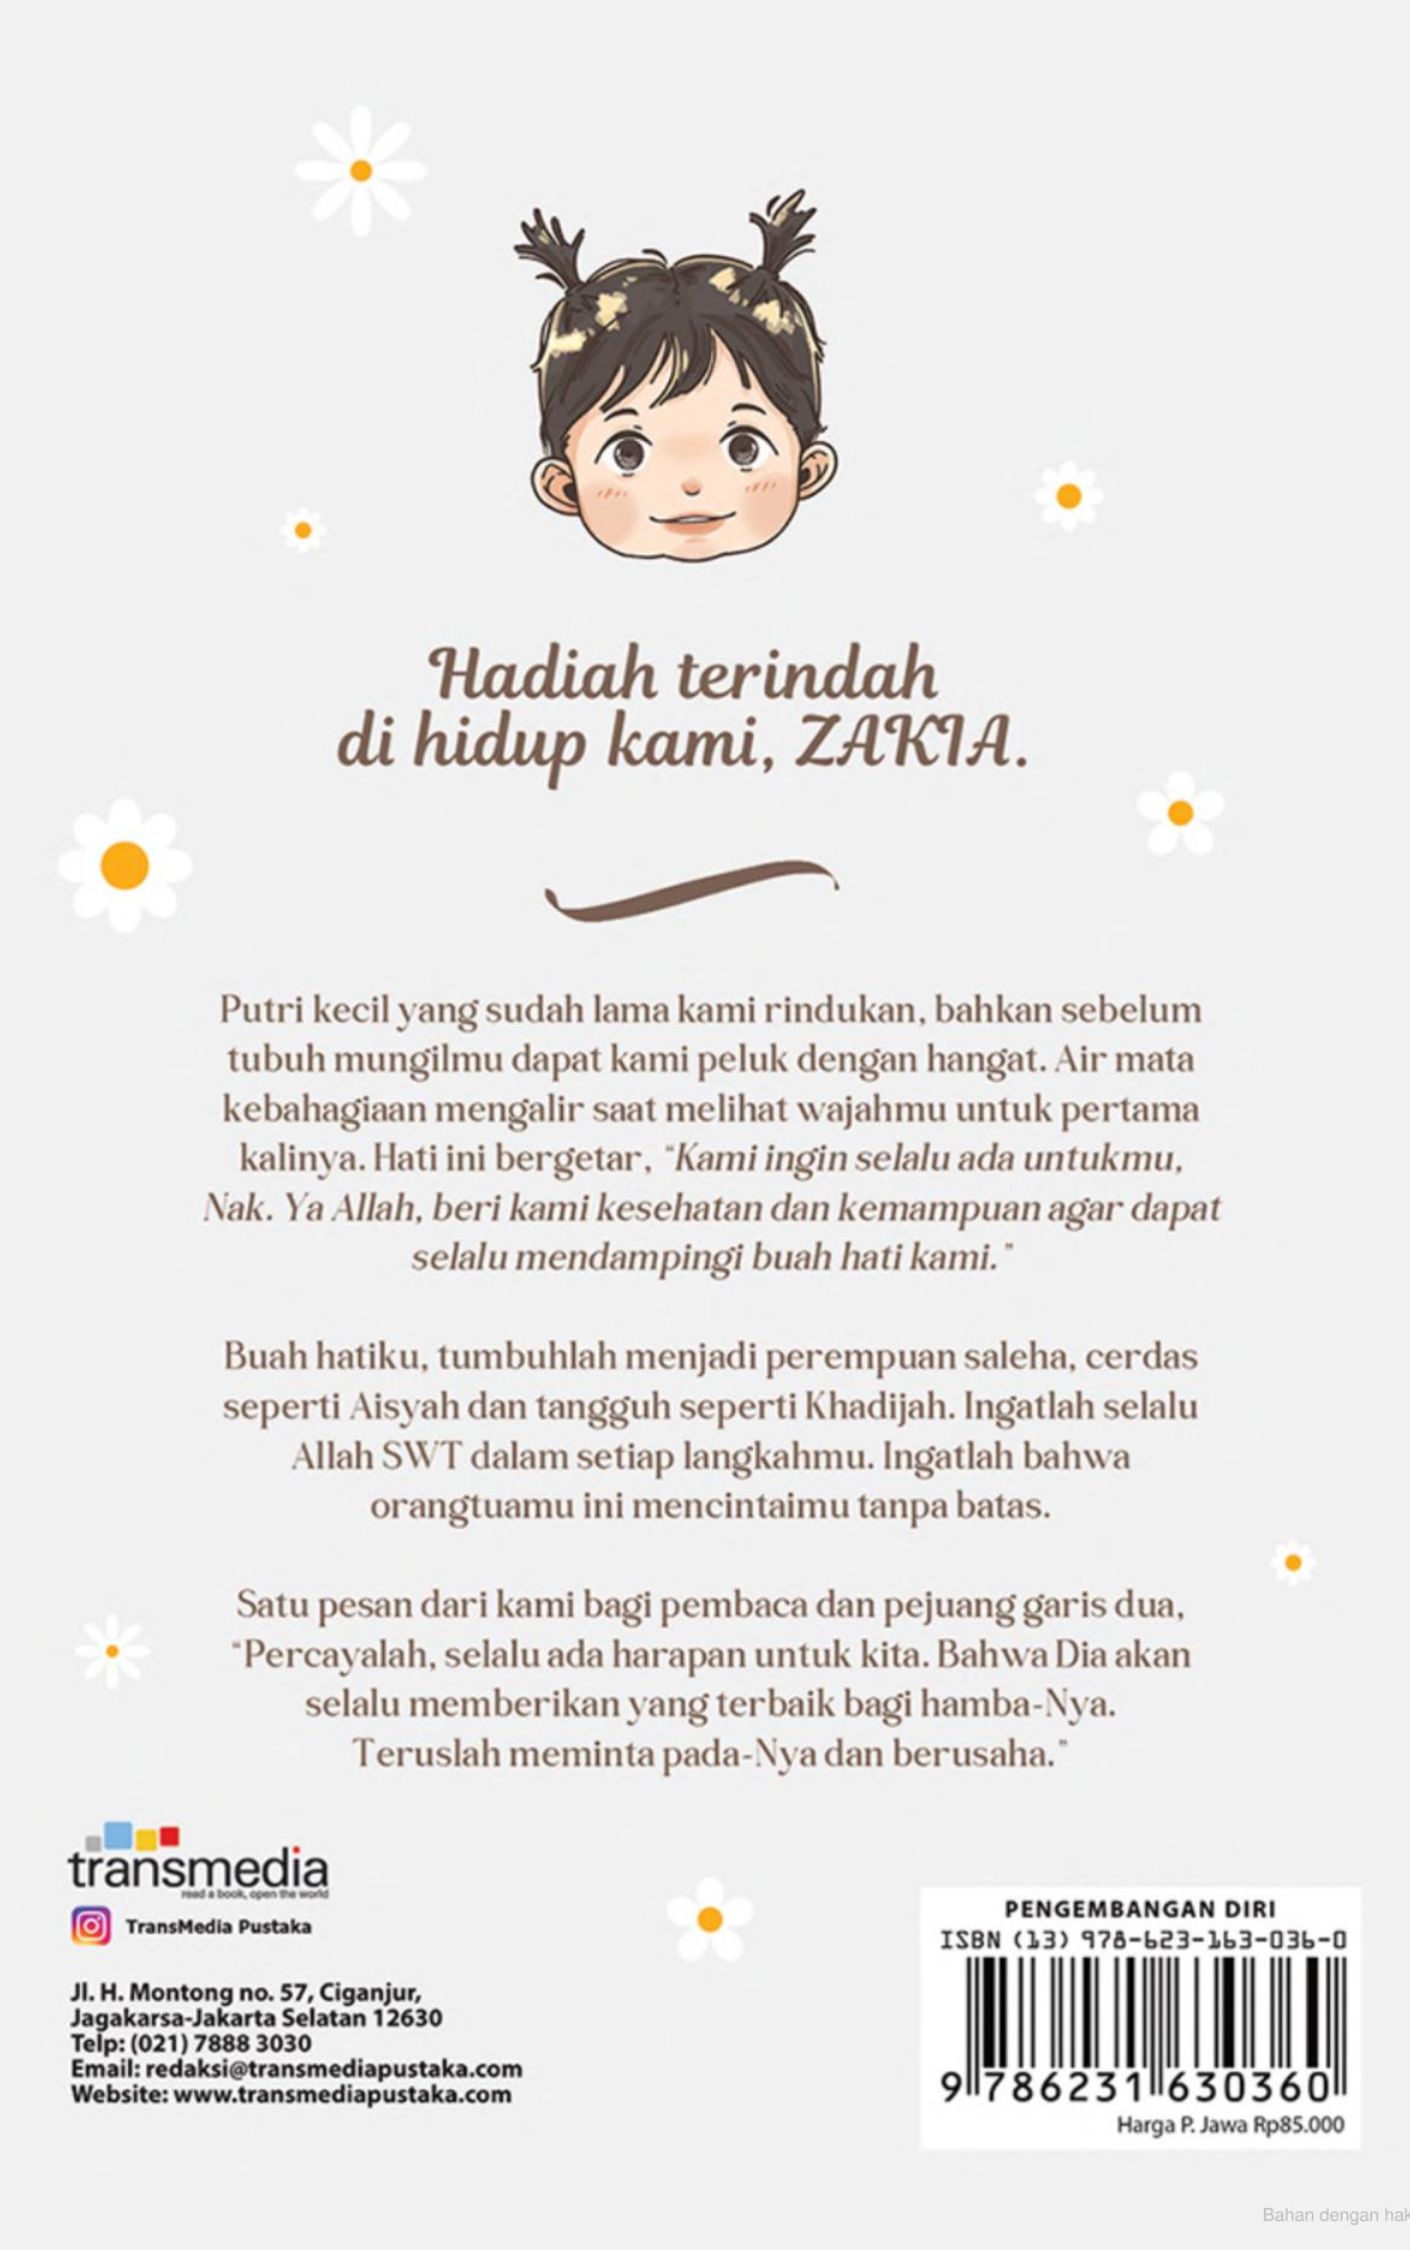 Hadiah terindah
di hidup kami, ZAKIA.
Putri kecil yang sudah lama kami rindukan, bahkan sebelum
tubuh mungilmu dapat kami peluk dengan hangat. Air mata
kebahagiaan mengalir saat melihat wajahmu untuk pertama
kalinya. Hati ini bergetar, “Kami ingin selalu ada untukmu,
Nak. Ya Allah, beri kami kesehatan dan kemampuan agar dapat
selalu mendampingi buah hati kami.”
Buah hatiku, tumbuhlah menjadi perempuan saleha, cerdas
seperti Aisyah dan tangguh seperti Khadijah. Ingatlah selalu
Allah SWT dalam setiap langkahmu. Ingatlah bahwa
orangtuamu ini mencintaimu tanpa batas.
Satu pesan dari kami bagi pembaca dan pejuang garis dua,
“Percayalah, selalu ada harapan untuk kita. Bahwa Dia akan
selalu memberikan yang terbaik bagi hamba-Nya.
Teruslah meminta pada-Nya dan berusaha.”
transmedia
read a book, open the world
TransMedia Pustaka
Jl. H. Montong no. 57, Ciganjur,
Jagakarsa-Jakarta Selatan 12630
Telp: (021) 7888 3030
Email: redaksi@transmediapustaka.com
Website: www.transmediapustaka.com
PENGEMBANGAN DIRI
ISBN (13) 978-623-163-036-0
9 786231 630360
Harga P. Jawa Rp85.000
Bahan dengan hak